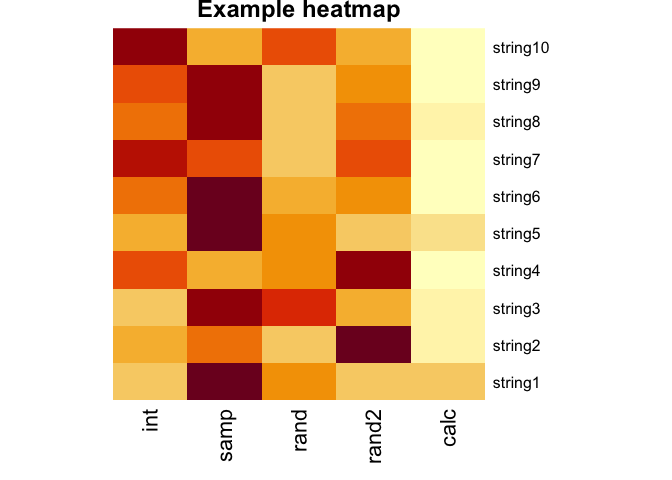 Example heatmap
string10
string9
string8
string7
string6
string5
string4
string3
string2
string1
int
samp
rand
rand2
calc